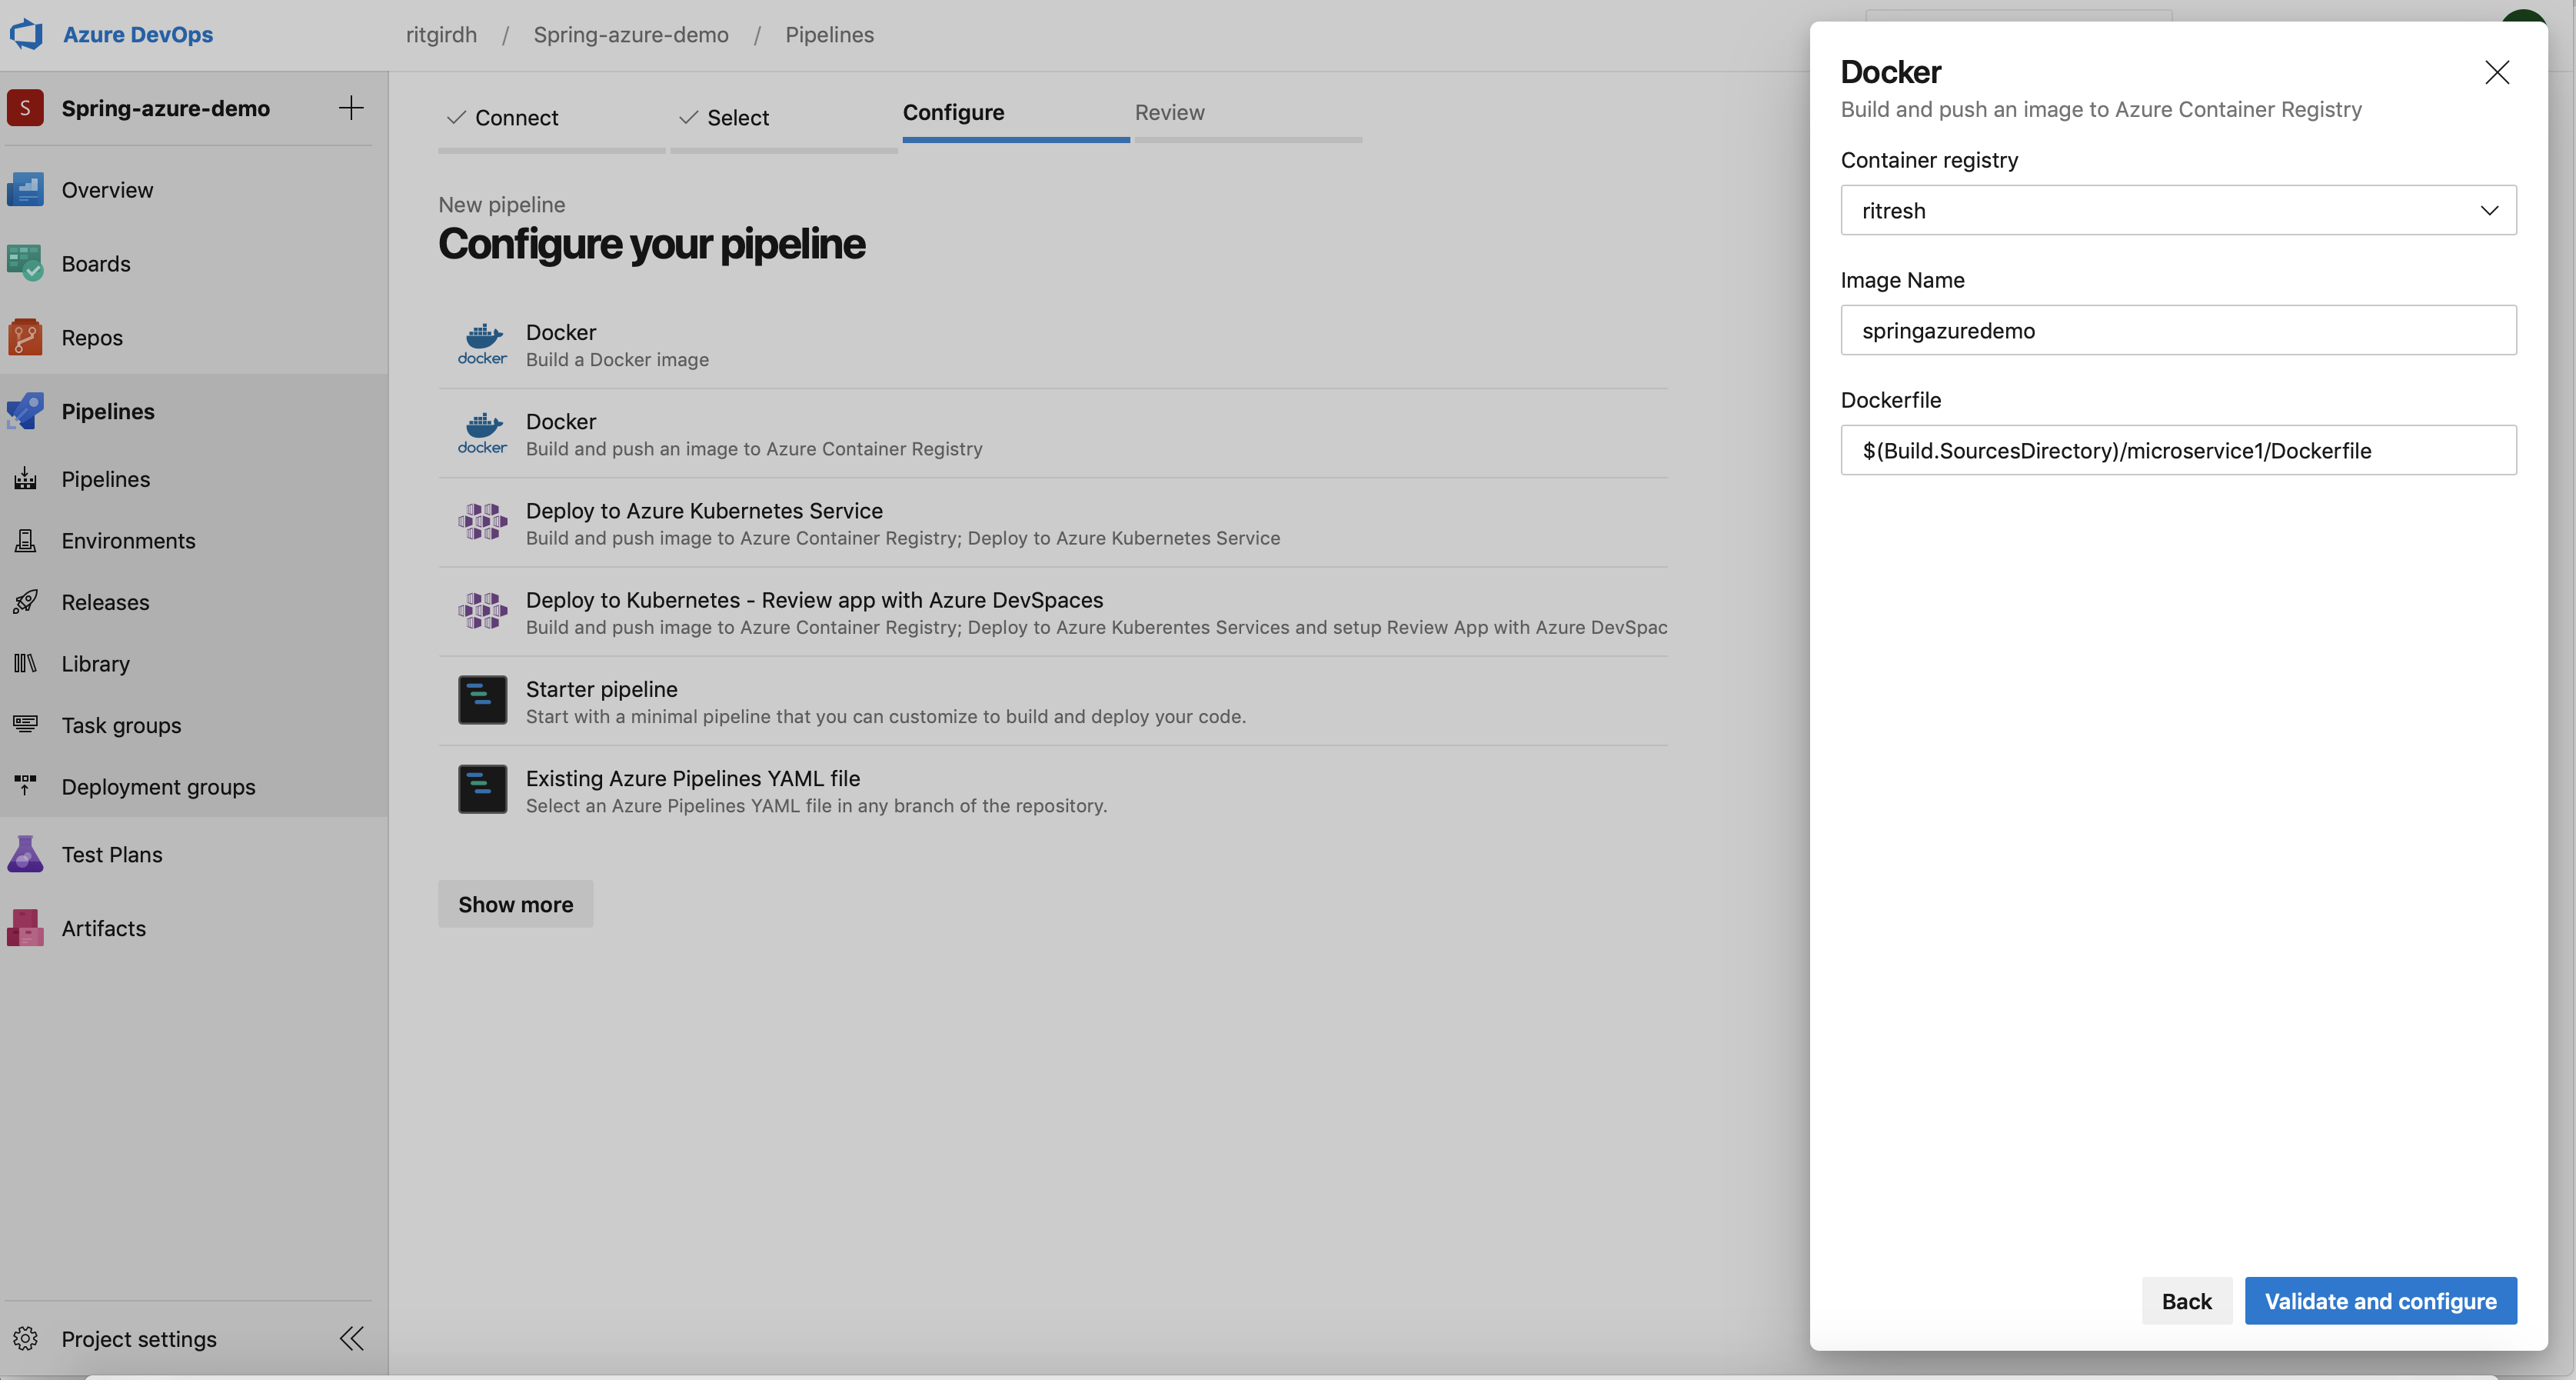 Azure DevOps
ritgirdh / Spring-azure-demo / Pipelines
S Spring-azure-demo
Overview
Boards
Repos
Pipelines
Pipelines
Environments
Releases
Library
Task groups
Deployment groups
Test Plans
Artifacts
Project settings
Connect Select Configure Review
New pipeline
Configure your pipeline
docker
Docker
Build a Docker image
docker
Docker
Build and push an image to Azure Container Registry
Deploy to Azure Kubernetes Service
Build and push image to Azure Container Registry; Deploy to Azure Kubernetes Service
Deploy to Kubernetes - Review app with Azure DevSpaces
Build and push image to Azure Container Registry; Deploy to Azure Kuberentes Services and setup Review App with Azure DevSpac
Starter pipeline
Start with a minimal pipeline that you can customize to build and deploy your code.
Existing Azure Pipelines YAML file
Select an Azure Pipelines YAML file in any branch of the repository.
Show more
Docker
Build and push an image to Azure Container Registry
Container registry
ritresh
Image Name
springazuredemo
Dockerfile
$(Build.SourcesDirectory)/microservice1/Dockerfile
Back
Validate and configure